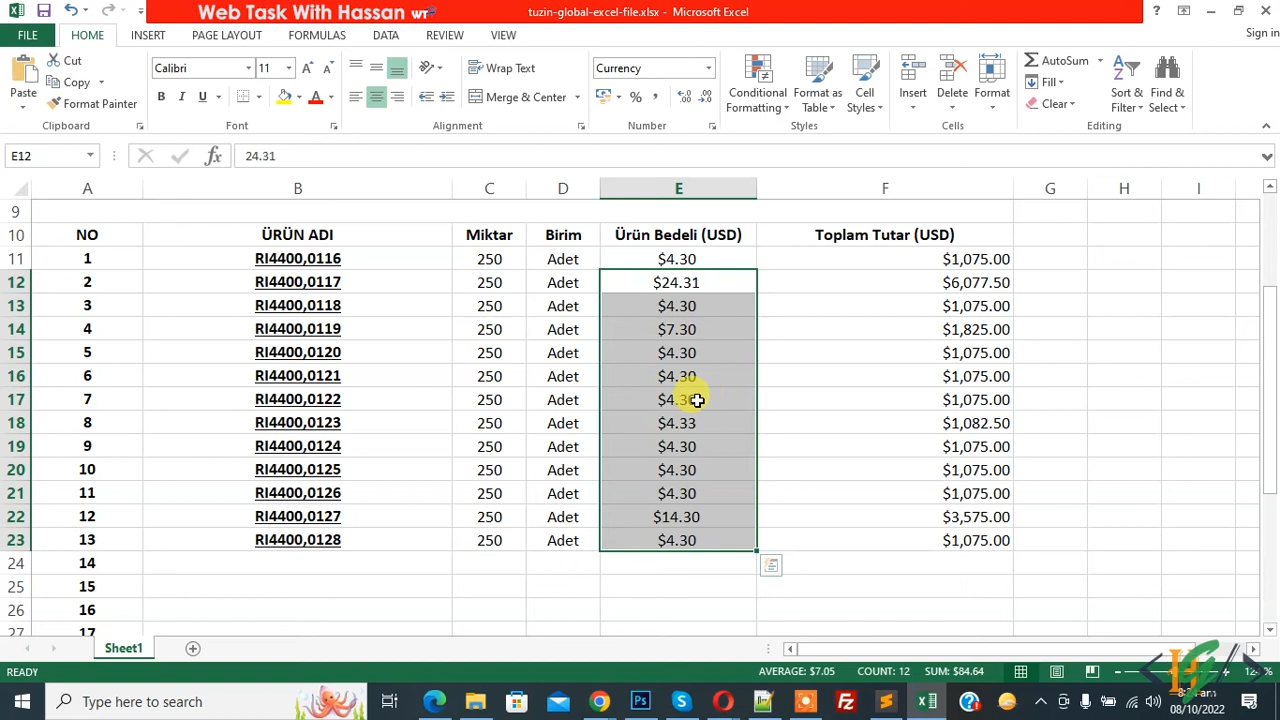 Web Task With Hassan WT
tuzin-global-excel-file.xlsx - Microsoft Excel
FILE HOME INSERT PAGE LAYOUT FORMULAS DATA REVIEW VIEW Sign in
Paste Cut Copy Format Painter Clipboard
Calibri 11 B I U A Font
Wrap Text Merge & Center Alignment
Currency % Number
Conditional Formatting Format as Table Cell Styles Styles
Insert Delete Format Cells
AutoSum Fill Clear Sort & Filter Find & Select Editing
E12 fx 24.31
A B C D E F G H I
9
10 NO ÜRÜN ADI Miktar Birim Ürün Bedeli (USD) Toplam Tutar (USD)
11 1 RI4400,0116 250 Adet $4.30 $1,075.00
12 2 RI4400,0117 250 Adet $24.31 $6,077.50
13 3 RI4400,0118 250 Adet $4.30 $1,075.00
14 4 RI4400,0119 250 Adet $7.30 $1,825.00
15 5 RI4400,0120 250 Adet $4.30 $1,075.00
16 6 RI4400,0121 250 Adet $4.30 $1,075.00
17 7 RI4400,0122 250 Adet $1,075.00
18 8 RI4400,0123 250 Adet $4.33 $1,082.50
19 9 RI4400,0124 250 Adet $4.30 $1,075.00
20 10 RI4400,0125 250 Adet $4.30 $1,075.00
21 11 RI4400,0126 250 Adet $4.30 $1,075.00
22 12 RI4400,0127 250 Adet $14.30 $3,575.00
23 13 RI4400,0128 250 Adet $4.30 $1,075.00
24 14
25 15
26 16
27 17
Sheet1
READY AVERAGE: $7.05 COUNT: 12 SUM: $84.64
Type here to search
08/10/2022